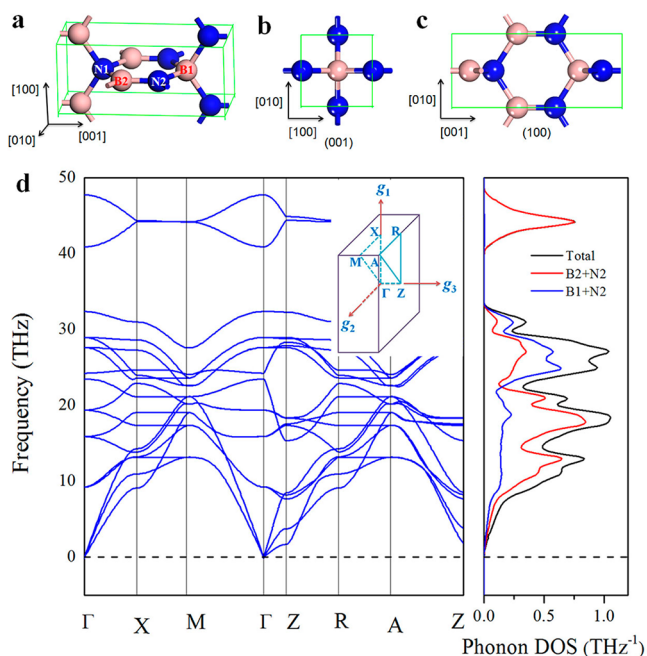 a
b
c
N1
B1
B2
N2
[100]
[010]
[001]
[010]
[100]
(001)
[010]
[001]
(100)
d
50
40
30
20
10
0
Frequency (THz)
g1
X
R
M
A
Γ
Z
g3
g2
Total
B2+N2
B1+N2
Γ
X
M
Γ
Z
R
A
Z
0.0
0.5
1.0
Phonon DOS (THz-1)